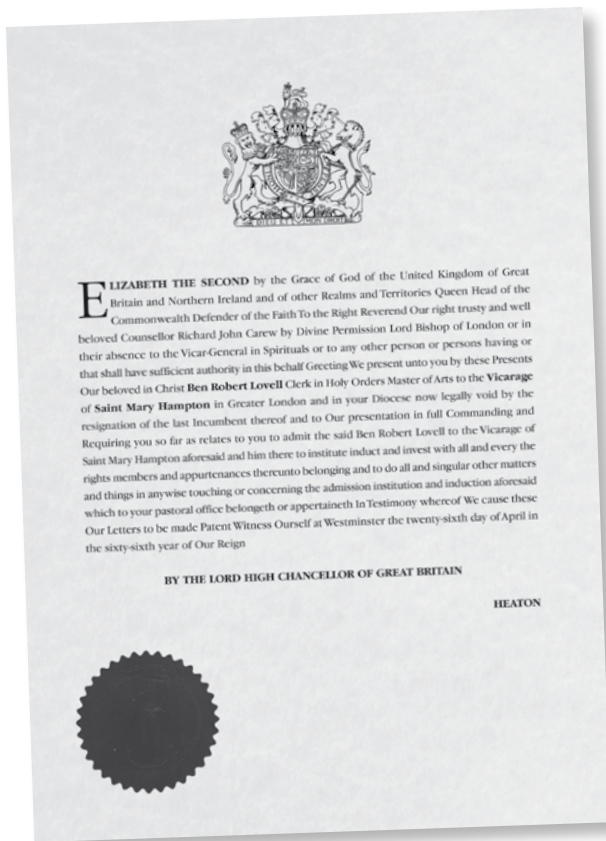 DIEU ET MON DROIT
ELIZABETH THE SECOND by the Grace of God of the United Kingdom of Great
Britain and Northern Ireland and of other Realms and Territories Queen Head of the
Commonwealth Defender of the Faith To the Right Reverend Our right trusty and well
beloved Counsellor Richard John Carew by Divine Permission Lord Bishop of London or in
their absence to the Vicar-General in Spirituals or to any other person or persons having or
that shall have sufficient authority in this behalf Greeting We present unto you by these Presents
Our beloved in Christ Ben Robert Lovell Clerk in Holy Orders Master of Arts to the Vicarage
of Saint Mary Hampton in Greater London and in your Diocese now legally void by the
resignation of the last Incumbent thereof and to Our presentation in full Commanding and
Requiring you so far as relates to you to admit the said Ben Robert Lovell to the Vicarage of
Saint Mary Hampton aforesaid and him there to institute induct and invest with all and every the
rights members and appurtenances thereunto belonging and to do all and singular other matters
and things in anywise touching or concerning the admission institution and induction aforesaid
which to your pastoral office belongeth or appertaineth In Testimony whereof We cause these
Our Letters to be made Patent Witness Ourself at Westminster the twenty-sixth day of April in
the sixty-sixth year of Our Reign
BY THE LORD HIGH CHANCELLOR OF GREAT BRITAIN
HEATON